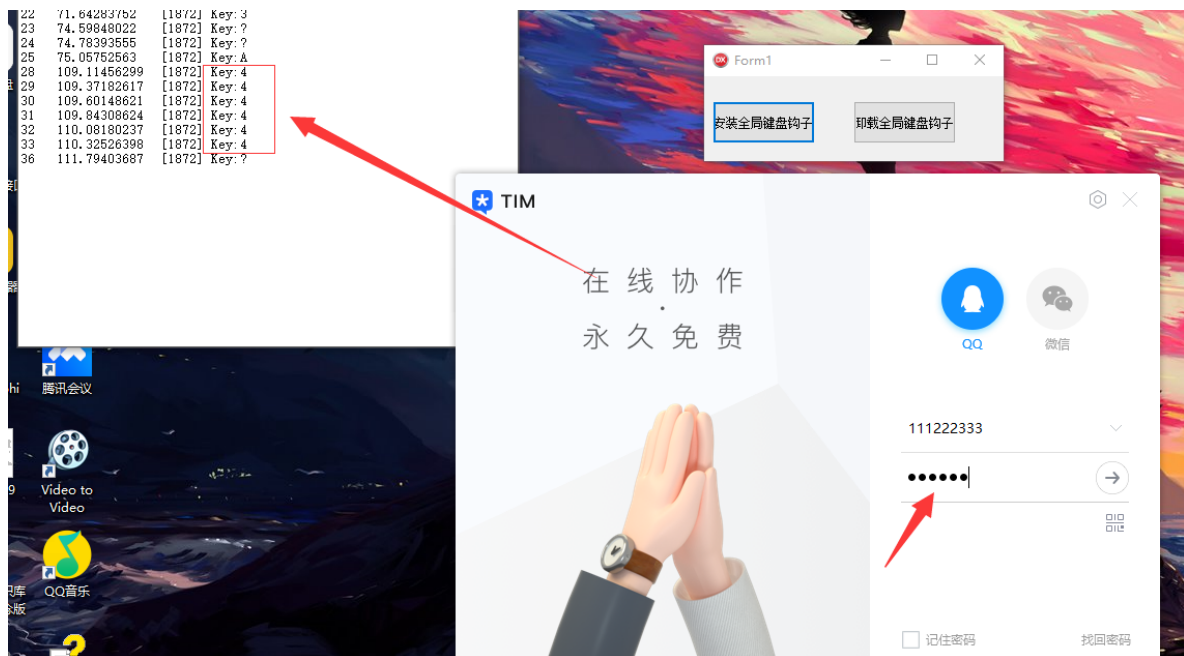 22 71.64283752 [1872] Key:3
23 74.59848022 [1872] Key:?
24 74.78393555 [1872] Key:?
25 75.05752563 [1872] Key:A
28 109.11456299 [1872] Key:4
29 109.37182617 [1872] Key:4
30 109.60148621 [1872] Key:4
31 109.84308624 [1872] Key:4
32 110.08180237 [1872] Key:4
33 110.32526398 [1872] Key:4
36 111.79403687 [1872] Key:?
Form1
安装全局键盘钩子
卸载全局键盘钩子
TIM
在线协作
·
永久免费
QQ
微信
111222333
●●●●●●
记住密码
找回密码
腾讯会议
Video to
Video
QQ音乐